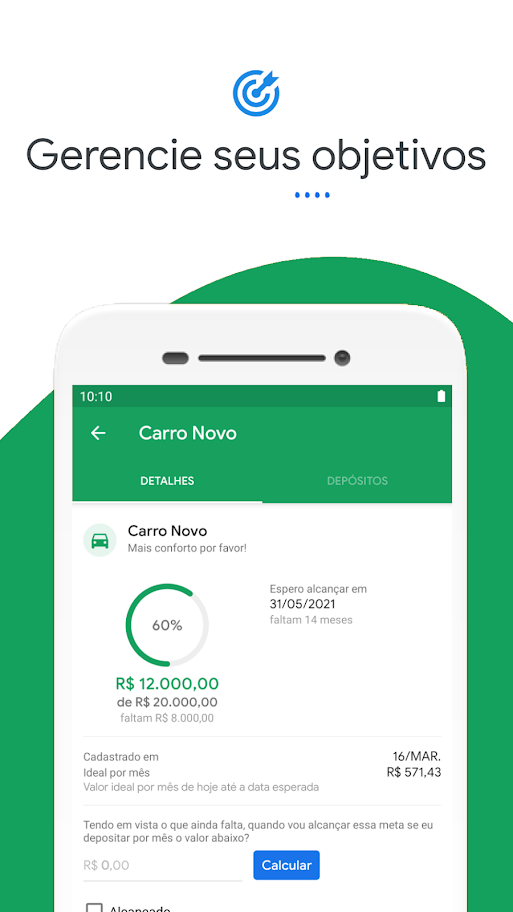 Gerencie seus objetivos
10:10
Carro Novo
DETALHES
DEPÓSITOS
Carro Novo
Mais conforto por favor!
60%
Espero alcançar em
31/05/2021
faltam 14 meses
R$ 12.000,00
de R$ 20.000,00
faltam R$ 8.000,00
Cadastrado em
16/MAR.
Ideal por mês
R$ 571,43
Valor ideal por mês de hoje até a data esperada
Tendo em vista o que ainda falta, quando vou alcançar essa meta se eu
depositar por mês o valor abaixo?
R$ 0,00
Calcular
Alcançado